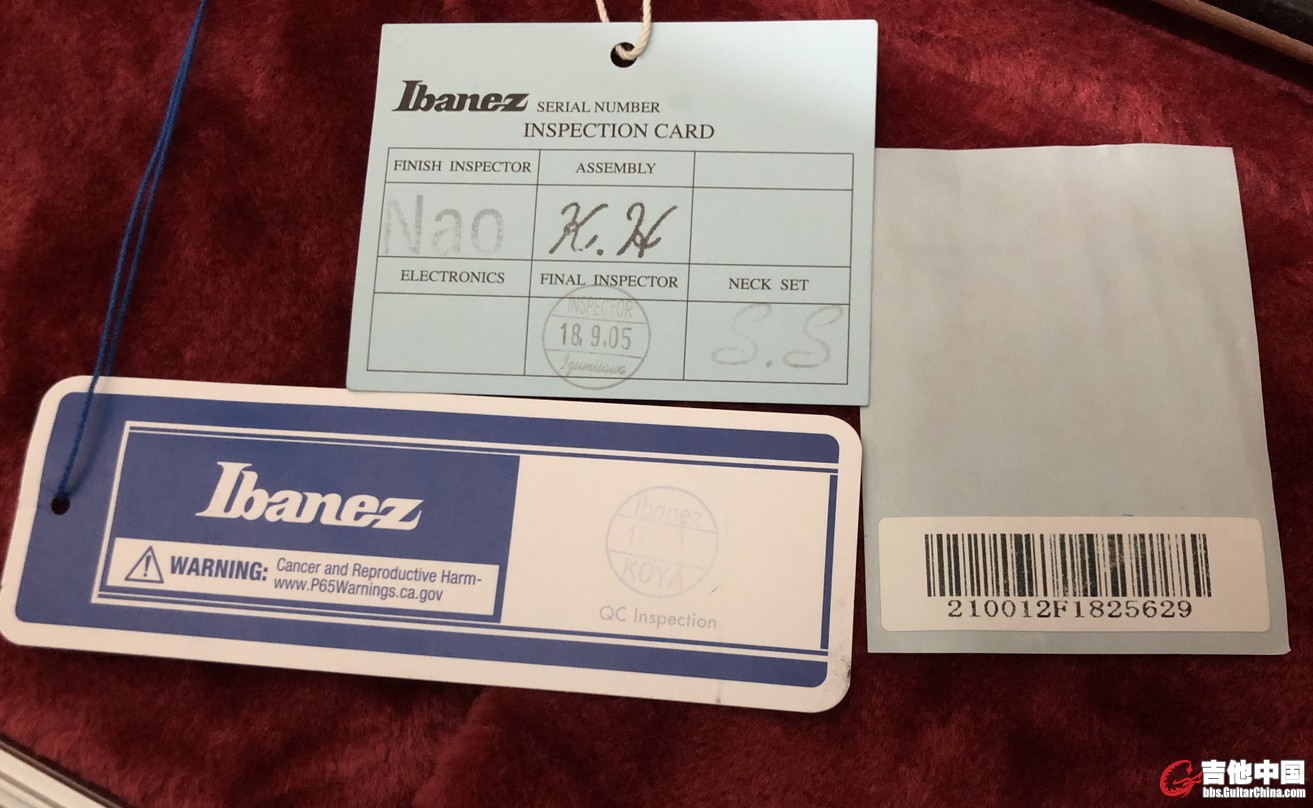 Ibanez SERIAL NUMBER
INSPECTION CARD
FINISH INSPECTOR ASSEMBLY
Nao K. H
ELECTRONICS FINAL INSPECTOR NECK SET
INSPECTOR
18.9.05
Izumisawa
S.S
Ibanez
WARNING: Cancer and Reproductive Harm-
www.P65Warnings.ca.gov
Ibanez
KOYA
QC Inspection
210012F1825629
吉他中国
bbs.GuitarChina.com